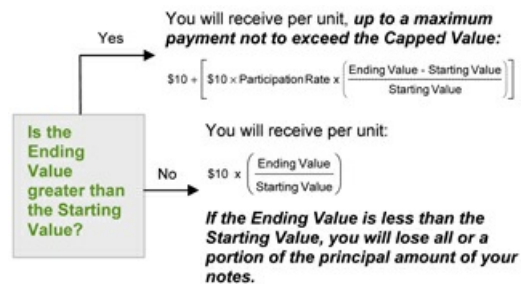 You will receive per unit, up to a maximum
Yes
payment not to exceed the Capped Value:
$10 + [ $10 × Participation Rate x ( Ending Value - Starting Value
Starting Value ) ]
Is the
Ending
Value
greater than
the Starting
Value?
You will receive per unit:
No
$10 x ( Ending Value
Starting Value )
If the Ending Value is less than the
Starting Value, you will lose all or a
portion of the principal amount of your
notes.